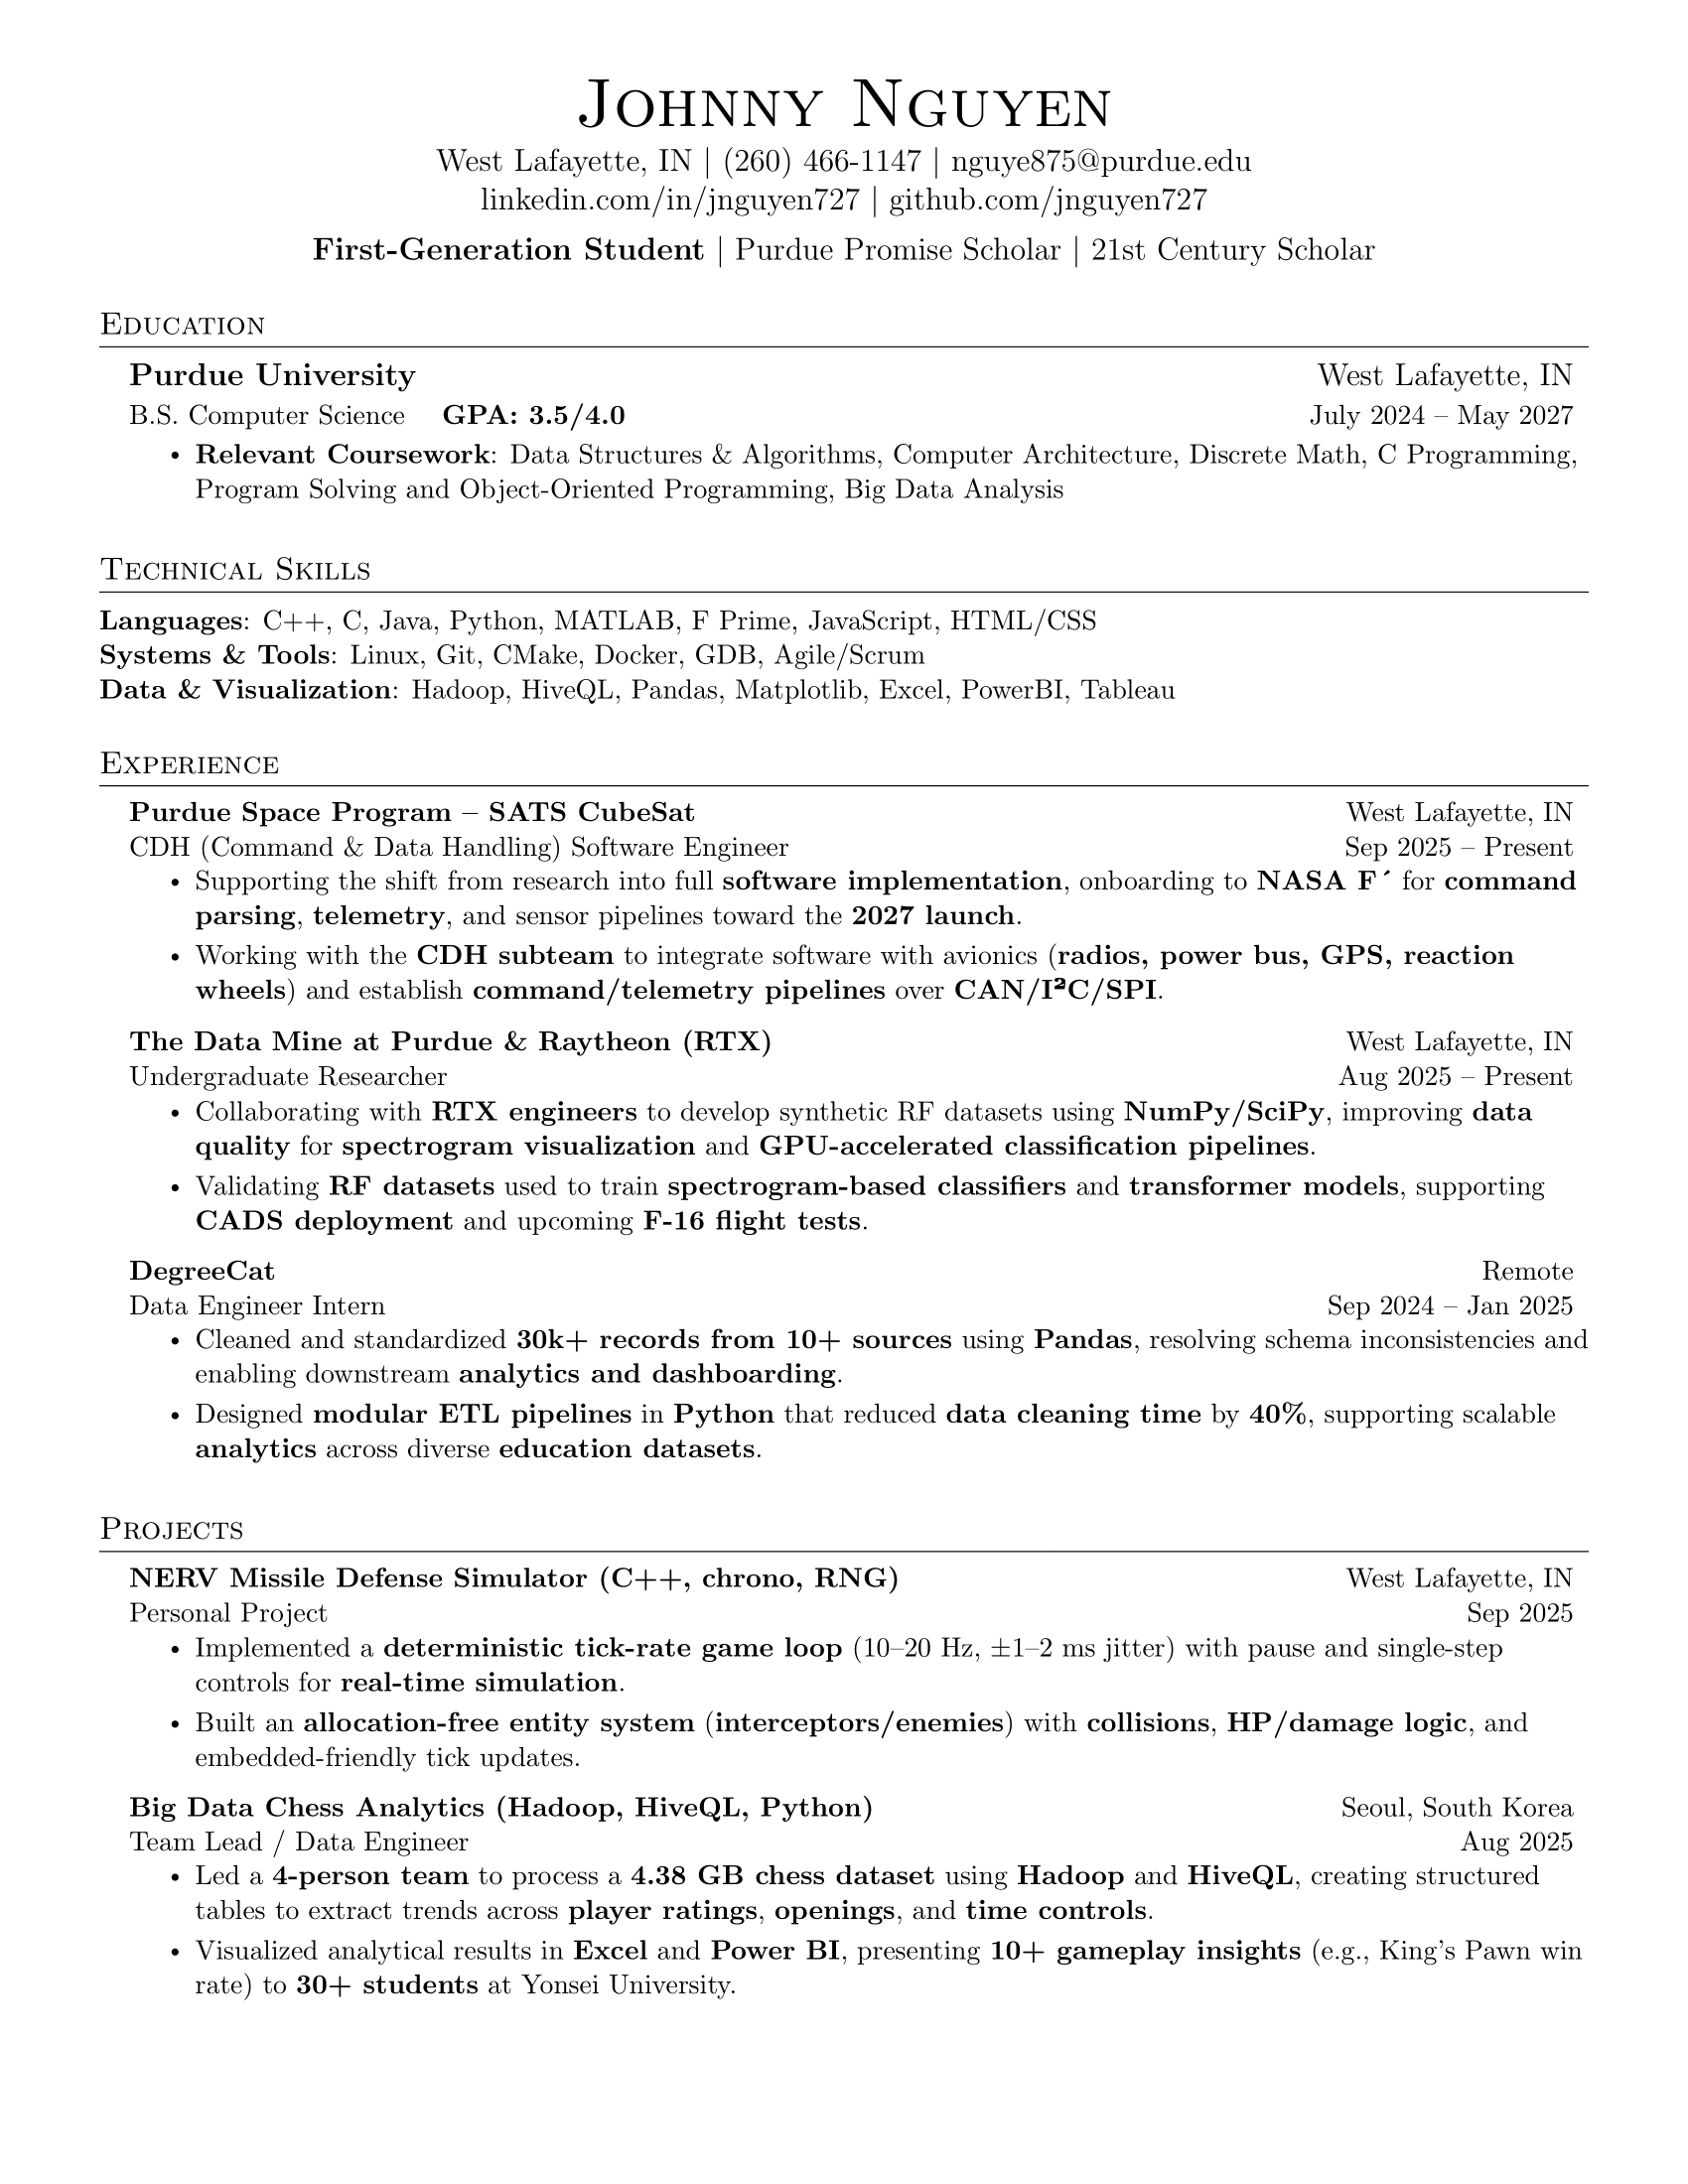 Johnny Nguyen
West Lafayette, IN | (260) 466-1147 | nguye875@purdue.edu
linkedin.com/in/jnguyen727 | github.com/jnguyen727
First-Generation Student | Purdue Promise Scholar | 21st Century Scholar
Education
Purdue University West Lafayette, IN
B.S. Computer Science GPA: 3.5/4.0 July 2024 – May 2027
• Relevant Coursework: Data Structures & Algorithms, Computer Architecture, Discrete Math, C Programming,
Program Solving and Object-Oriented Programming, Big Data Analysis
Technical Skills
Languages: C++, C, Java, Python, MATLAB, F Prime, JavaScript, HTML/CSS
Systems & Tools: Linux, Git, CMake, Docker, GDB, Agile/Scrum
Data & Visualization: Hadoop, HiveQL, Pandas, Matplotlib, Excel, PowerBI, Tableau
Experience
Purdue Space Program – SATS CubeSat West Lafayette, IN
CDH (Command & Data Handling) Software Engineer Sep 2025 – Present
• Supporting the shift from research into full software implementation, onboarding to NASA F´ for command
parsing, telemetry, and sensor pipelines toward the 2027 launch.
• Working with the CDH subteam to integrate software with avionics (radios, power bus, GPS, reaction
wheels) and establish command/telemetry pipelines over CAN/I²C/SPI.
The Data Mine at Purdue & Raytheon (RTX) West Lafayette, IN
Undergraduate Researcher Aug 2025 – Present
• Collaborating with RTX engineers to develop synthetic RF datasets using NumPy/SciPy, improving data
quality for spectrogram visualization and GPU-accelerated classification pipelines.
• Validating RF datasets used to train spectrogram-based classifiers and transformer models, supporting
CADS deployment and upcoming F-16 flight tests.
DegreeCat Remote
Data Engineer Intern Sep 2024 – Jan 2025
• Cleaned and standardized 30k+ records from 10+ sources using Pandas, resolving schema inconsistencies and
enabling downstream analytics and dashboarding.
• Designed modular ETL pipelines in Python that reduced data cleaning time by 40%, supporting scalable
analytics across diverse education datasets.
Projects
NERV Missile Defense Simulator (C++, chrono, RNG) West Lafayette, IN
Personal Project Sep 2025
• Implemented a deterministic tick-rate game loop (10–20 Hz, ±1–2 ms jitter) with pause and single-step
controls for real-time simulation.
• Built an allocation-free entity system (interceptors/enemies) with collisions, HP/damage logic, and
embedded-friendly tick updates.
Big Data Chess Analytics (Hadoop, HiveQL, Python) Seoul, South Korea
Team Lead / Data Engineer Aug 2025
• Led a 4-person team to process a 4.38 GB chess dataset using Hadoop and HiveQL, creating structured
tables to extract trends across player ratings, openings, and time controls.
• Visualized analytical results in Excel and Power BI, presenting 10+ gameplay insights (e.g., King's Pawn win
rate) to 30+ students at Yonsei University.